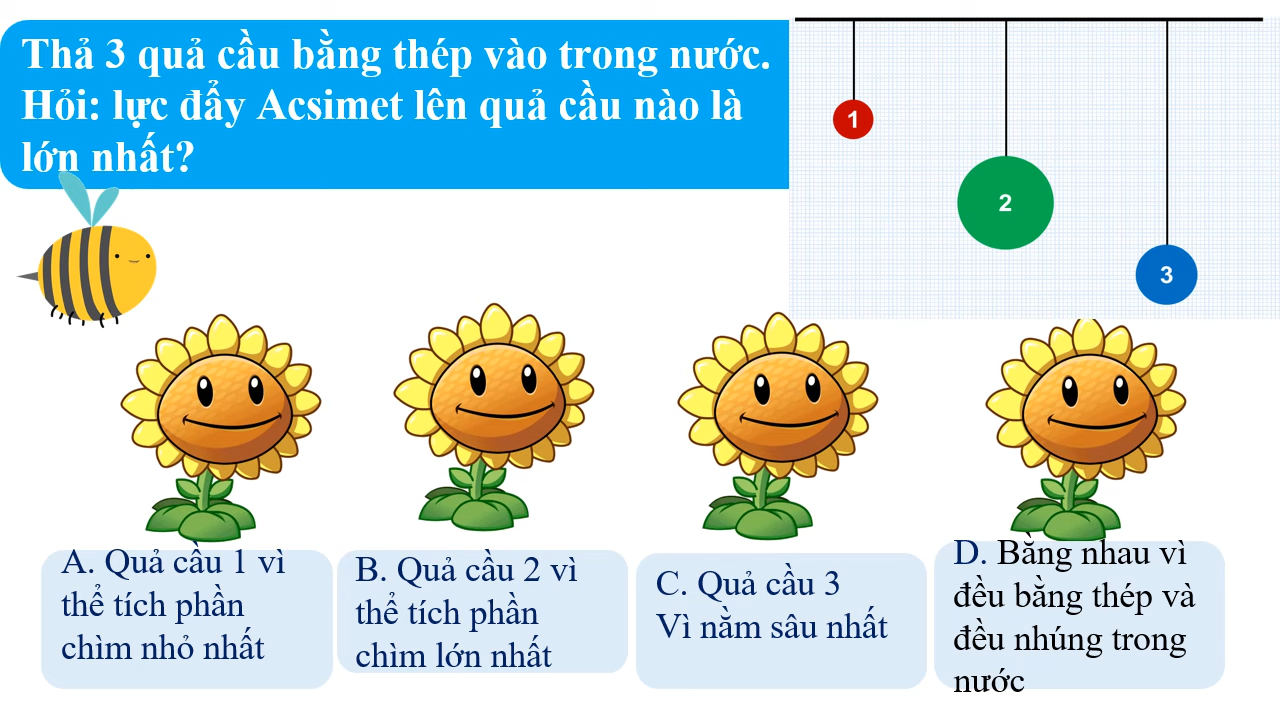 Thả 3 quả cầu bằng thép vào trong nước.
Hỏi: lực đẩy Acsimet lên quả cầu nào là
lớn nhất?
1
2
3
A. Quả cầu 1 vì
thể tích phần
chìm nhỏ nhất
B. Quả cầu 2 vì
thể tích phần
chìm lớn nhất
C. Quả cầu 3
Vì nằm sâu nhất
D. Bằng nhau vì
đều bằng thép và
đều nhúng trong
nước